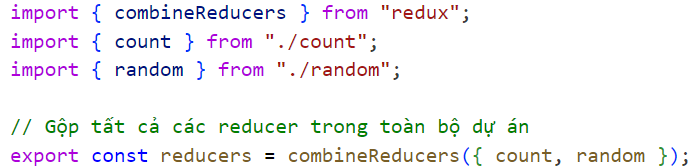 import { combineReducers } from "redux";
import { count } from "./count";
import { random } from "./random";
// Gộp tất cả các reducer trong toàn bộ dự án
export const reducers = combineReducers({ count, random });